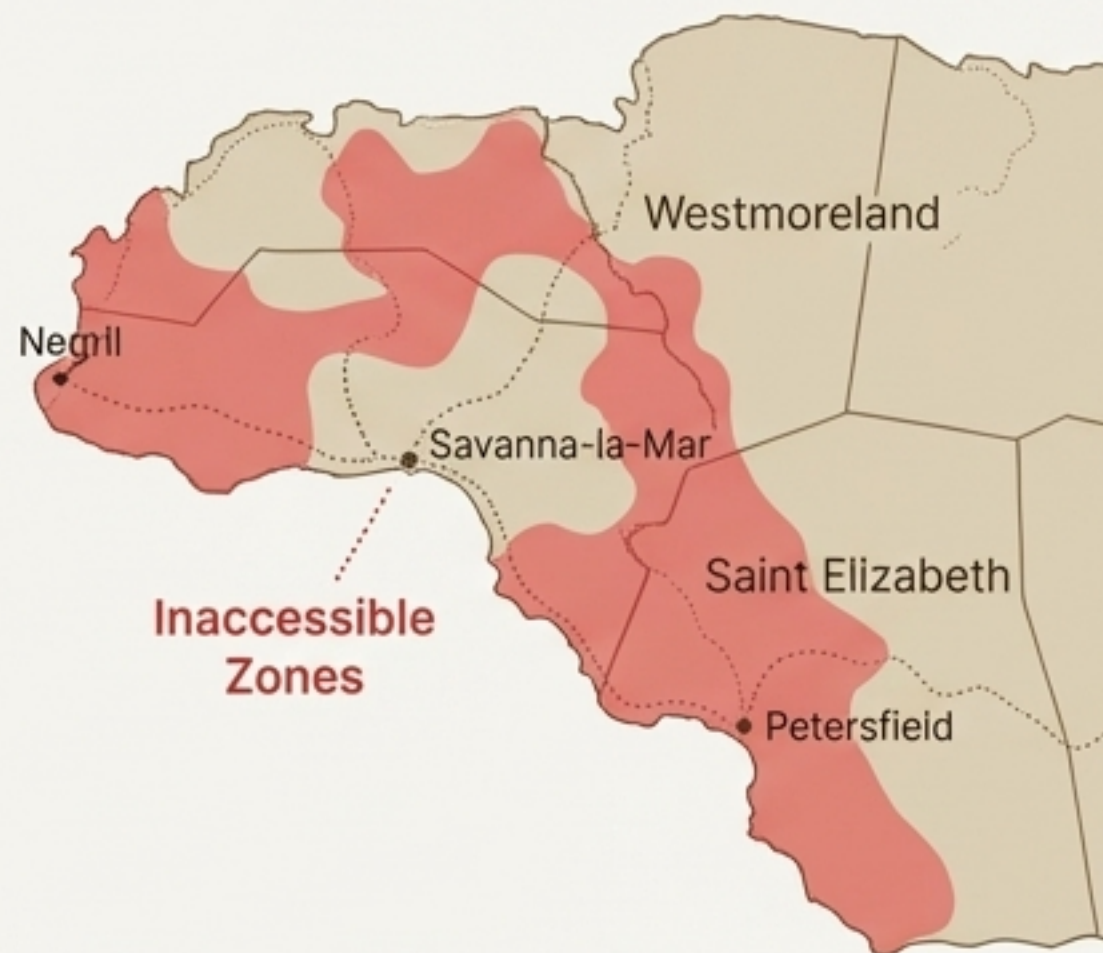 Westmoreland
Negril
Savanna-la-Mar
Saint Elizabeth
Inaccessible
Zones
Petersfieid